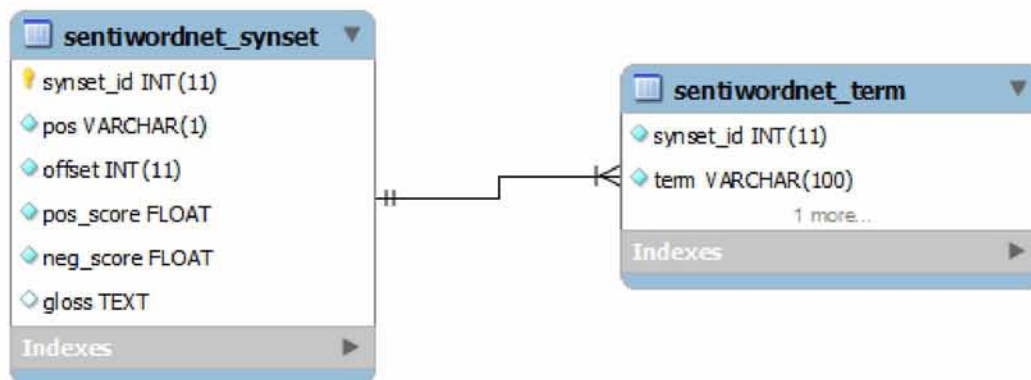 sentiwordnet_synset
synset_id INT(11)
pos VARCHAR(1)
offset INT(11)
pos_score FLOAT
neg_score FLOAT
gloss TEXT
Indexes
sentiwordnet_term
synset_id INT(11)
term VARCHAR(100)
1 more...
Indexes